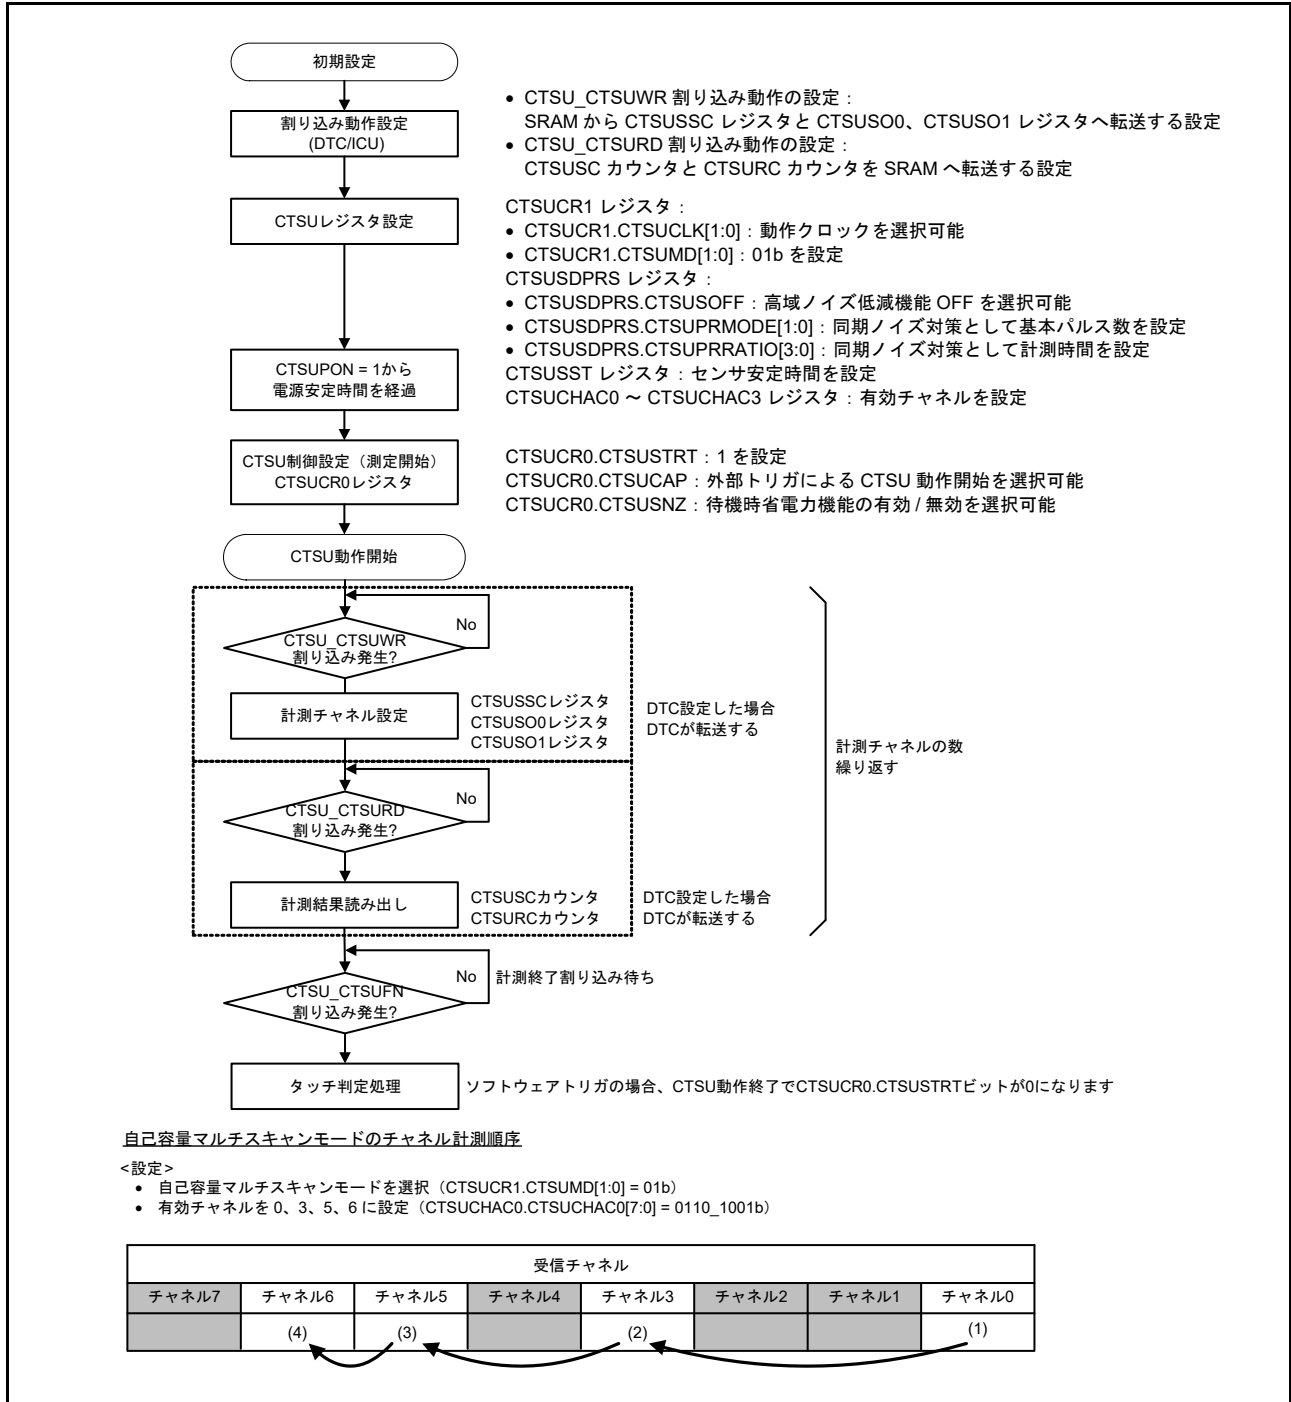 初期設定
割り込み動作設定
(DTC/ICU)
• CTSU_CTSUWR 割り込み動作の設定：
SRAM から CTSUSSC レジスタと CTSUSO0、CTSUSO1 レジスタへ転送する設定
• CTSU_CTSURD 割り込み動作の設定：
CTSUSC カウンタと CTSURC カウンタを SRAM へ転送する設定
CTSUレジスタ設定
CTSUCR1 レジスタ：
• CTSUCR1.CTSUCLK[1:0]：動作クロックを選択可能
• CTSUCR1.CTSUMD[1:0]：01b を設定
CTSUSDPRS レジスタ：
• CTSUSDPRS.CTSUSOFF：高域ノイズ低減機能 OFF を選択可能
• CTSUSDPRS.CTSUPRMODE[1:0]：同期ノイズ対策として基本パルス数を設定
• CTSUSDPRS.CTSUPRRATIO[3:0]：同期ノイズ対策として計測時間を設定
CTSUSST レジスタ：センサ安定時間を設定
CTSUCHAC0 ～ CTSUCHAC3 レジスタ：有効チャネルを設定
CTSUPON = 1から
電源安定時間を経過
CTSU制御設定（測定開始）
CTSUCR0レジスタ
CTSUCR0.CTSUSTRT：1 を設定
CTSUCR0.CTSUCAP：外部トリガによる CTSU 動作開始を選択可能
CTSUCR0.CTSUSNZ：待機時省電力機能の有効 / 無効を選択可能
CTSU動作開始
No
CTSU_CTSUWR
割り込み発生?
計測チャネル設定
CTSUSSCレジスタ
CTSUSO0レジスタ
CTSUSO1レジスタ
DTC設定した場合
DTCが転送する
計測チャネルの数
繰り返す
No
CTSU_CTSURD
割り込み発生?
計測結果読み出し
CTSUSCカウンタ
CTSURCカウンタ
DTC設定した場合
DTCが転送する
No
計測終了割り込み待ち
CTSU_CTSUFN
割り込み発生?
タッチ判定処理
ソフトウェアトリガの場合、CTSU動作終了でCTSUCR0.CTSUSTRTビットが0になります
自己容量マルチスキャンモードのチャネル計測順序
<設定>
• 自己容量マルチスキャンモードを選択（CTSUCR1.CTSUMD[1:0] = 01b）
• 有効チャネルを 0、3、5、6 に設定（CTSUCHAC0.CTSUCHAC0[7:0] = 0110_1001b）
受信チャネル
チャネル7 チャネル6 チャネル5 チャネル4 チャネル3 チャネル2 チャネル1 チャネル0
(4) (3) (2) (1)